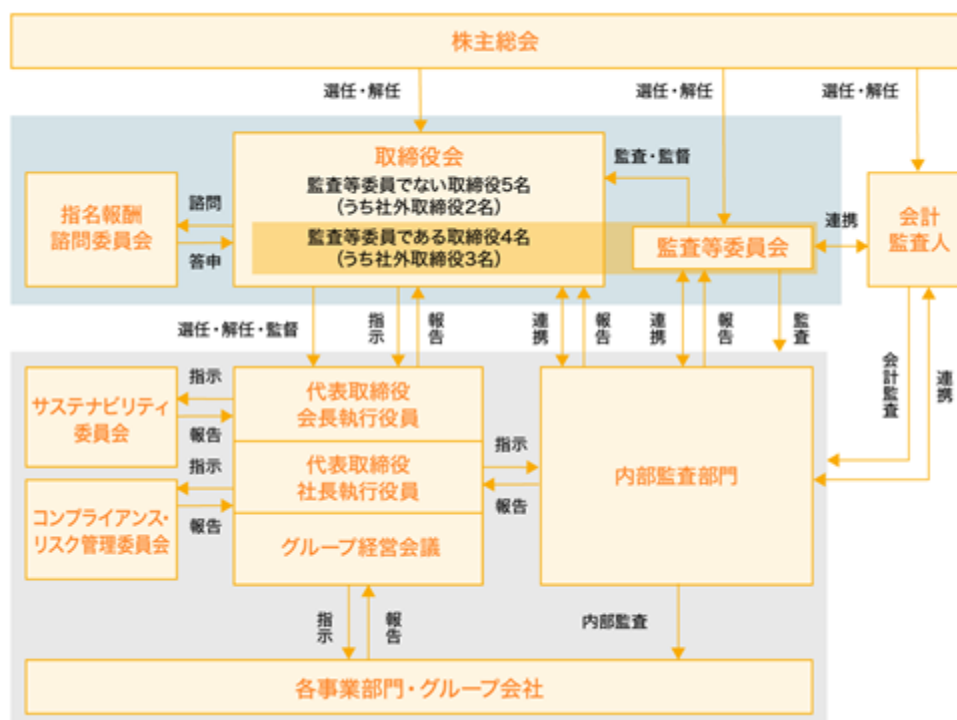 株主総会
選任・解任
選任・解任
選任・解任
取締役会
監査等委員でない取締役5名
（うち社外取締役2名）
監査等委員である取締役4名
（うち社外取締役3名）
監査・監督
監査等委員会
指名報酬
諮問委員会
諮問
答申
連携
会計
監査人
選任・解任・監督
指示
報告
連携
報告
連携
報告
監査
会計監査
連携
サステナビリティ
委員会
指示
報告
コンプライアンス・
リスク管理委員会
指示
報告
代表取締役
会長執行役員
代表取締役
社長執行役員
グループ経営会議
指示
報告
内部監査部門
指示
報告
内部監査
各事業部門・グループ会社